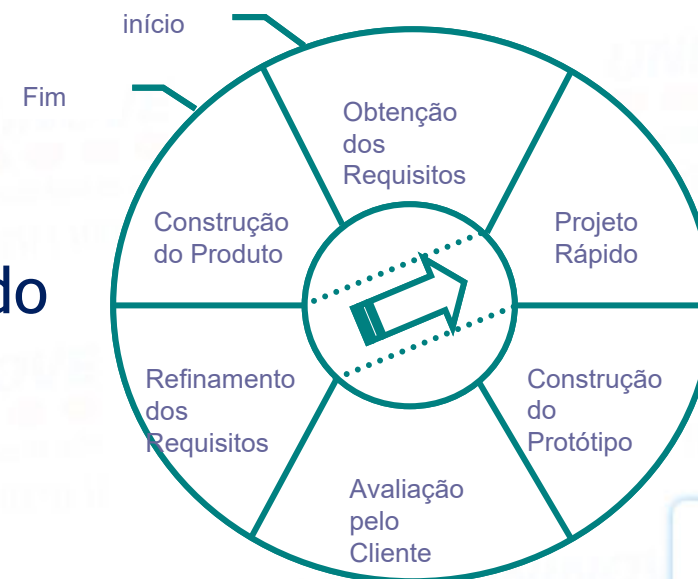 início
Fim
Obtenção
dos
Requisitos
Projeto
Rápido
Construção
do Produto
do
Refinamento
dos
Requisitos
Construção
do
Protótipo
Avaliação
pelo
Cliente